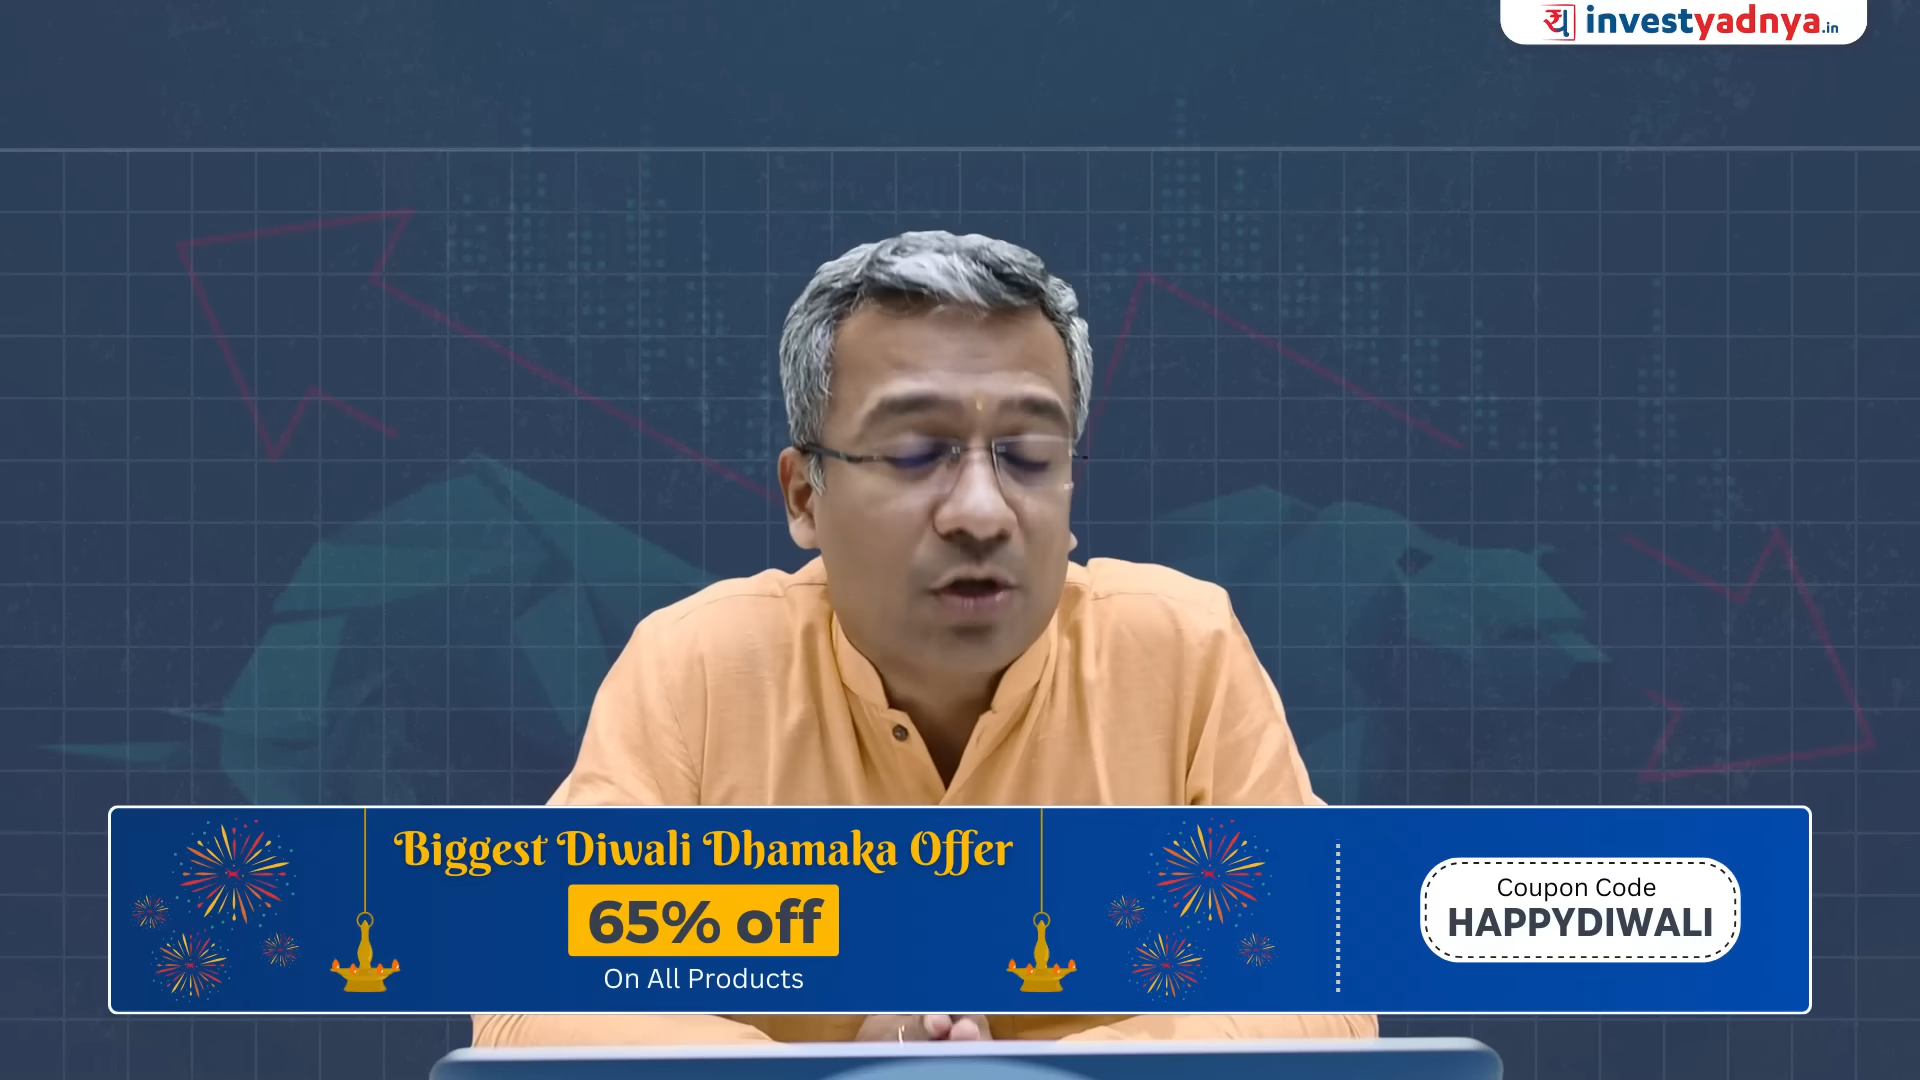 य investyadnya.in
Biggest Diwali Dhamaka Offer
65% off
On All Products
Coupon Code
HAPPYDIWALI